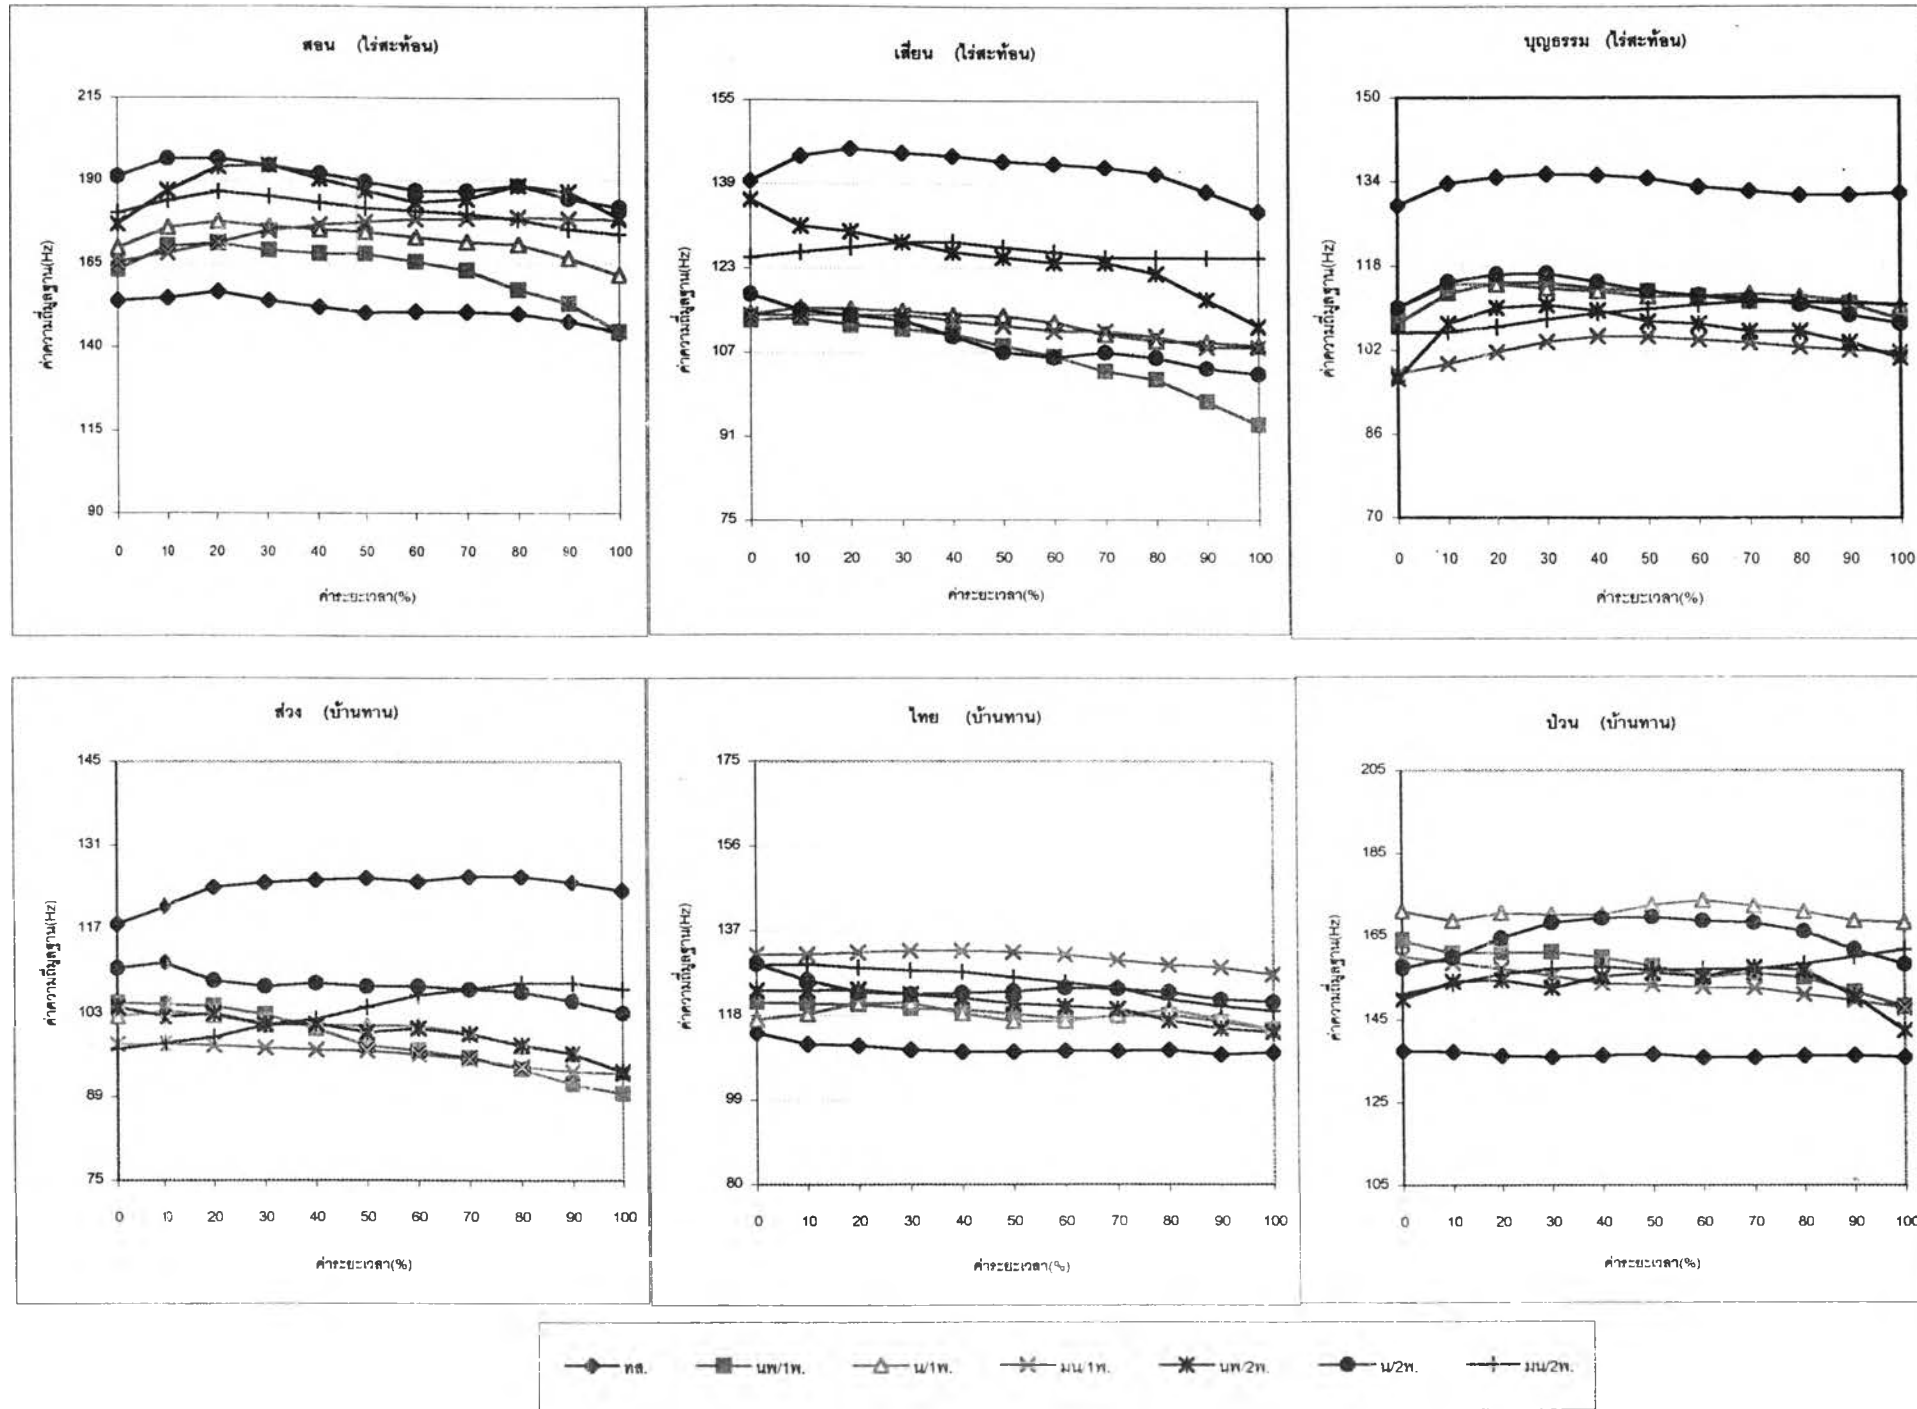 สอน (ไร่สะท้อน)
ค่าความถี่มูลฐาน(Hz)
215
190
165
140
115
90
0 10 20 30 40 50 60 70 80 90 100
ค่าระยะเวลา(%)
เสียน (ไร่สะท้อน)
ค่าความถี่มูลฐาน(Hz)
155
139
123
107
91
75
0 10 20 30 40 50 60 70 80 90 100
ค่าระยะเวลา(%)
บุญธรรม (ไร่สะท้อน)
ค่าความถี่มูลฐาน(Hz)
150
134
118
102
86
70
0 10 20 30 40 50 60 70 80 90 100
ค่าระยะเวลา(%)
ส่วง (บ้านทาน)
ค่าความถี่มูลฐาน(Hz)
145
131
117
103
89
75
0 10 20 30 40 50 60 70 80 90 100
ค่าระยะเวลา(%)
ไทย (บ้านทาน)
ค่าความถี่มูลฐาน(Hz)
175
156
137
118
99
80
0 10 20 30 40 50 60 70 80 90 100
ค่าระยะเวลา(%)
ป่วน (บ้านทาน)
ค่าความถี่มูลฐาน(Hz)
205
185
165
145
125
105
0 10 20 30 40 50 60 70 80 90 100
ค่าระยะเวลา(%)
ทส. นพ/1พ. น/1พ. มน/1พ. นพ/2พ. น/2พ. มน/2พ.